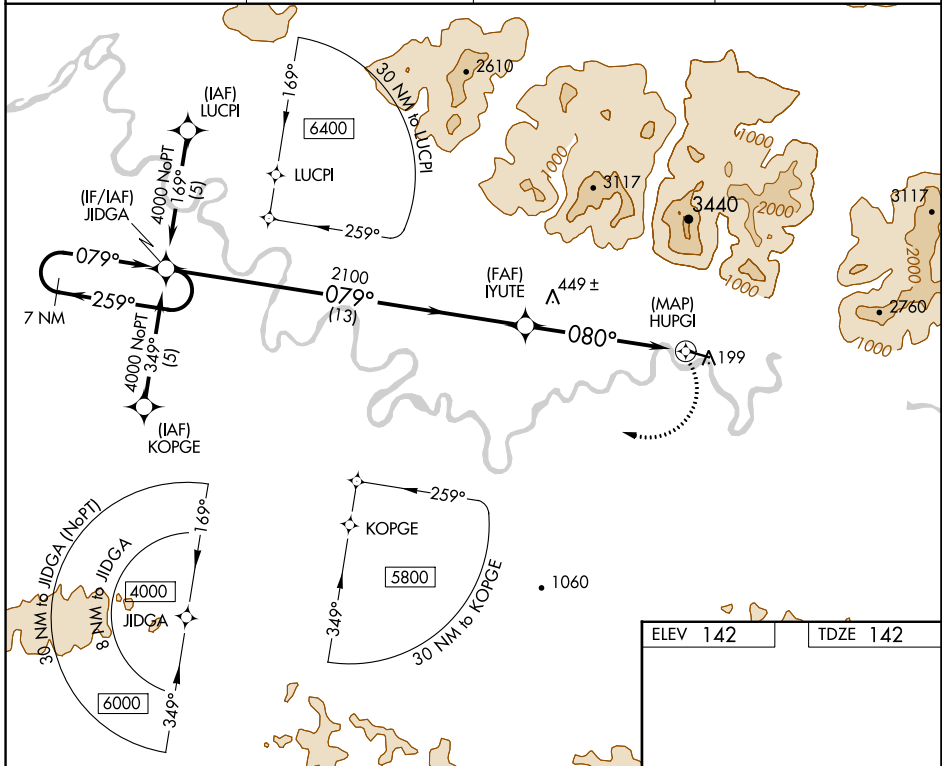 2610
30 NM to LUCPI
169°
6400
LUCPI
259°
(IAF)
LUCPI
4000 NoPT
169°
(5)
(IF/IAF)
JIDGA
079°
259°
7 NM
4000 NoPT
349°
(5)
(IAF)
KOPGE
2100
079°
(13)
(FAF)
IYUTE
449 ±
080°
(MAP)
HUPGI
199
1000
3117
1000
3440
2000
1000
3117
2000
2760
1000
30 NM to JIDGA (NoPT)
8 NM to JIDGA
169°
4000
JIDGA
6000
349°
259°
KOPGE
5800
349°
30 NM to KOPGE
1060
ELEV 142
TDZE 142